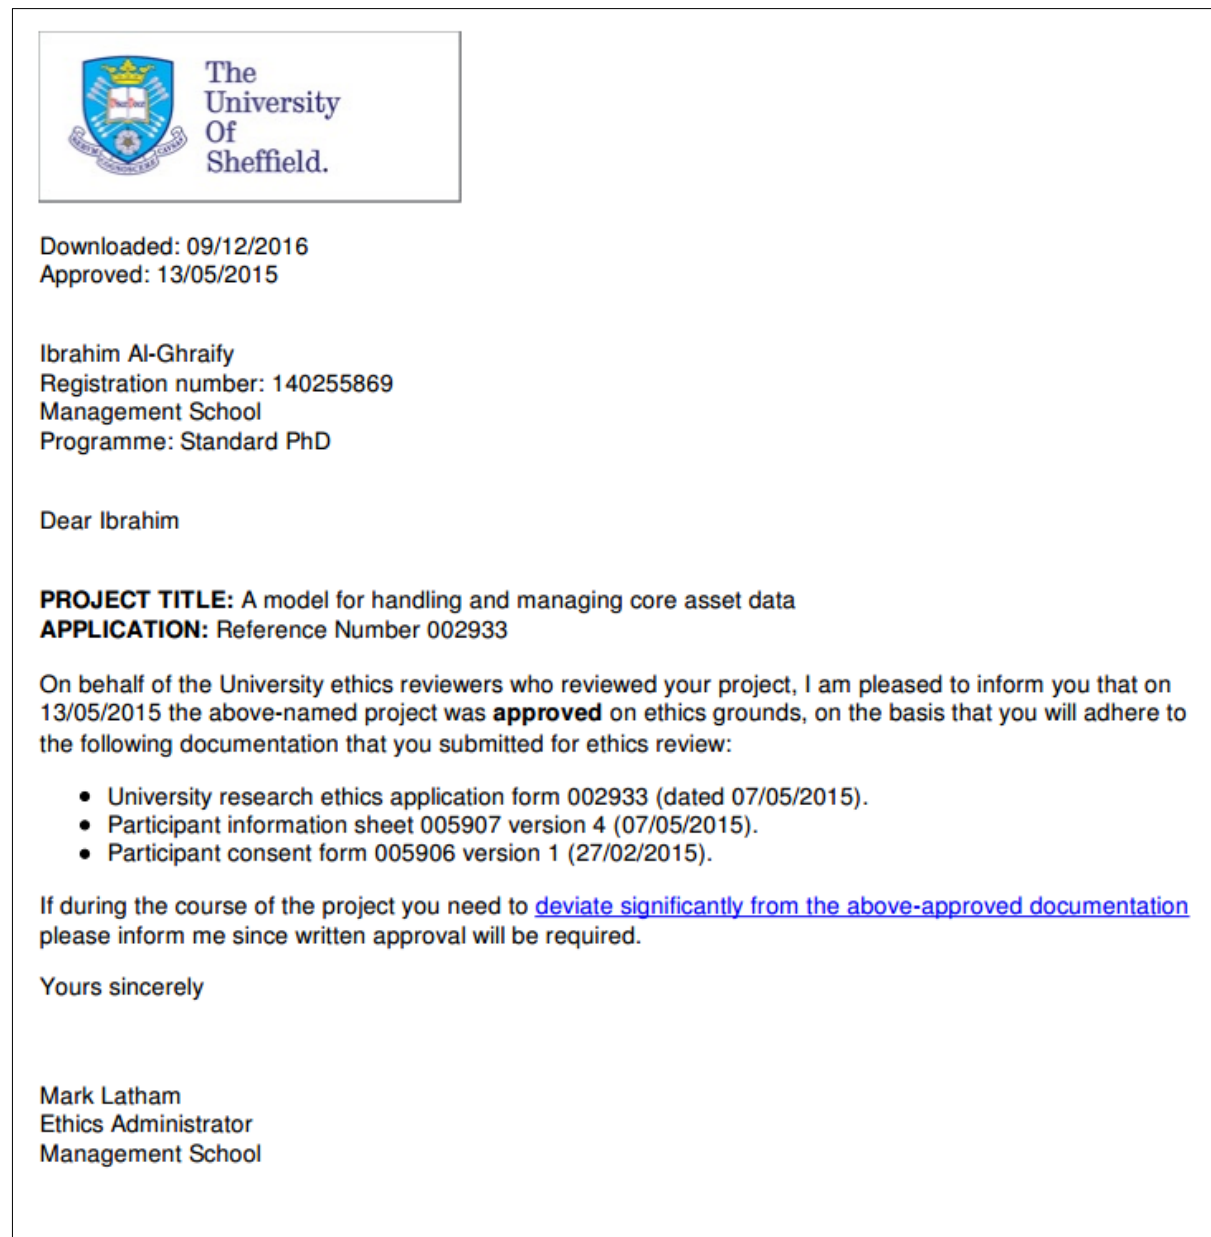 The
University
Of
Sheffield.
Downloaded: 09/12/2016
Approved: 13/05/2015
Ibrahim Al-Ghraify
Registration number: 140255869
Management School
Programme: Standard PhD
Dear Ibrahim
PROJECT TITLE: A model for handling and managing core asset data
APPLICATION: Reference Number 002933
On behalf of the University ethics reviewers who reviewed your project, I am pleased to inform you that on
13/05/2015 the above-named project was approved on ethics grounds, on the basis that you will adhere to
the following documentation that you submitted for ethics review:
• University research ethics application form 002933 (dated 07/05/2015).
• Participant information sheet 005907 version 4 (07/05/2015).
• Participant consent form 005906 version 1 (27/02/2015).
If during the course of the project you need to deviate significantly from the above-approved documentation
please inform me since written approval will be required.
Yours sincerely
Mark Latham
Ethics Administrator
Management School